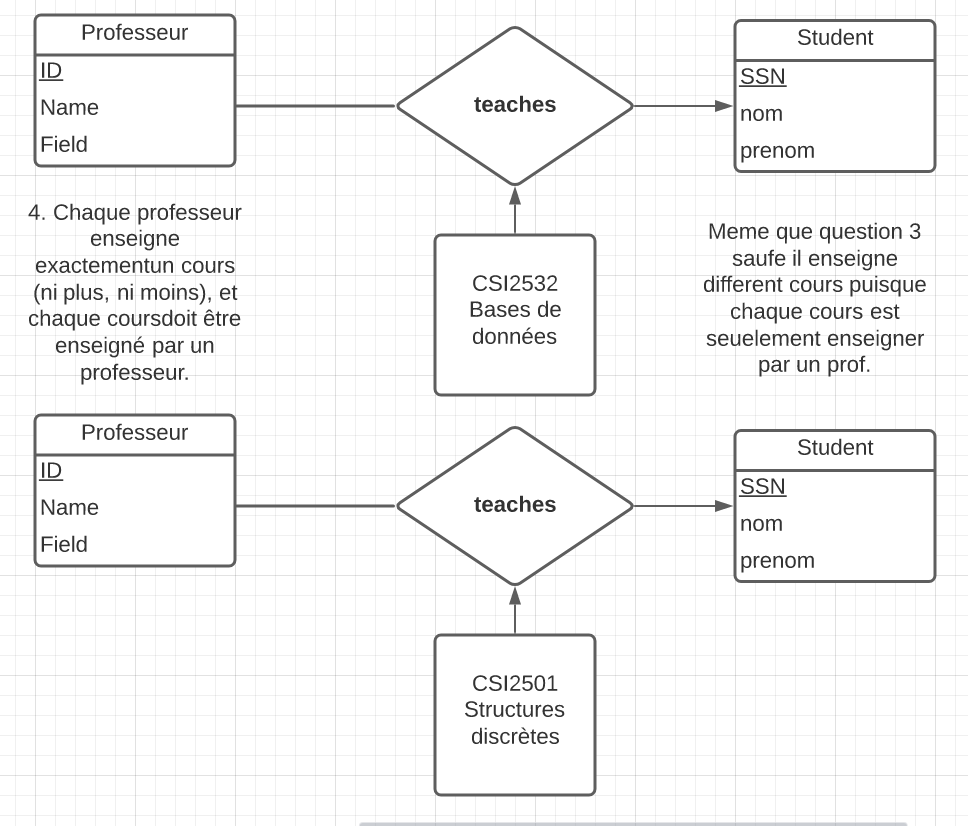 Professeur
ID
Name
Field
teaches
Student
SSN
nom
prenom
4. Chaque professeur
enseigne
exactementun cours
(ni plus, ni moins), et
chaque coursdoit être
enseigné par un
professeur.
CSI2532
Bases de
données
Meme que question 3
saufe il enseigne
different cours puisque
chaque cours est
seuelement enseigner
par un prof.
Professeur
ID
Name
Field
teaches
Student
SSN
nom
prenom
CSI2501
Structures
discrètes